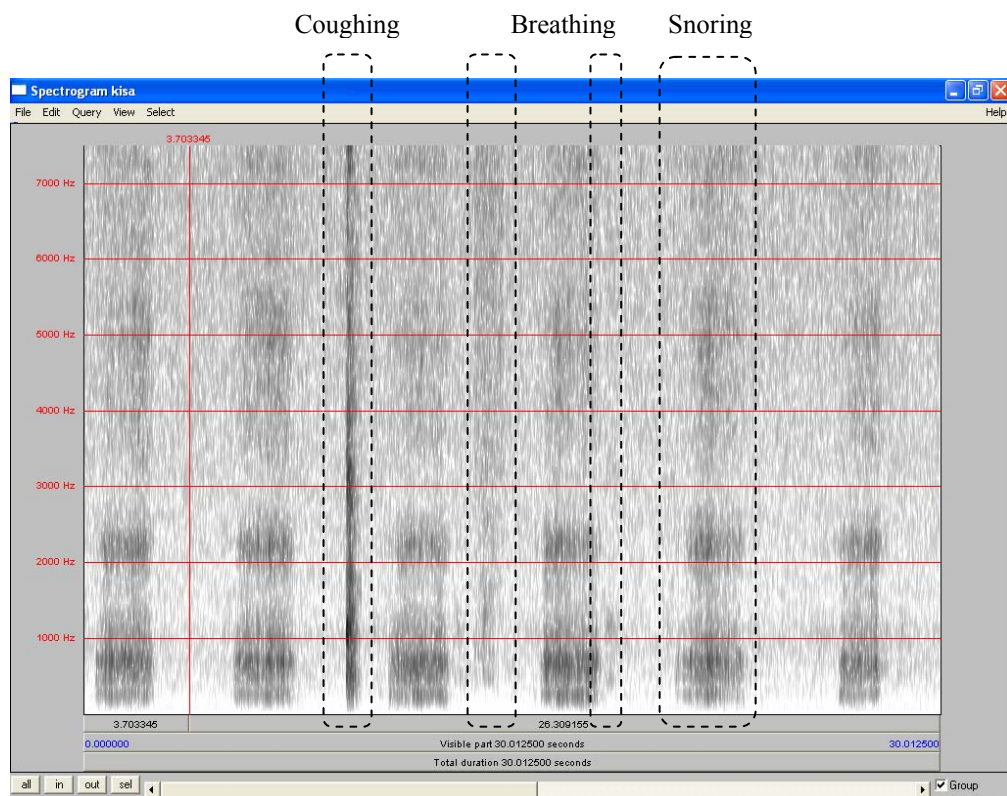 Coughing Breathing Snoring
Spectrogram kisa
File Edit Query View Select Help
3.703345
7000 Hz
6000 Hz
5000 Hz
4000 Hz
3000 Hz
2000 Hz
1000 Hz
3.703345 26.309155
0.000000 Visible part 30.012500 seconds 30.012500
Total duration 30.012500 seconds
all in out sel Group